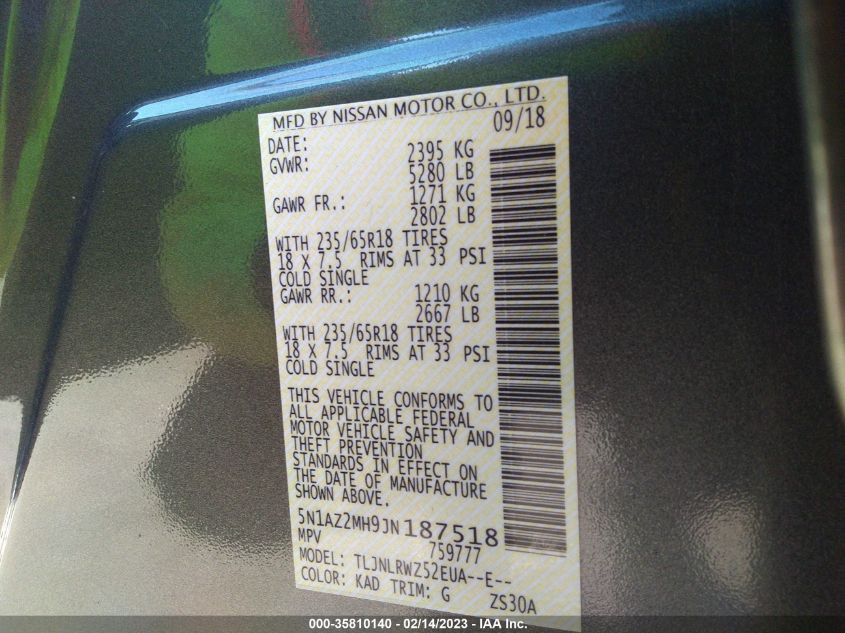 MFD BY NISSAN MOTOR CO., LTD.
DATE: 09/18
GVWR: 2395 KG
5280 LB
GAWR FR.: 1271 KG
2802 LB
WITH 235/65R18 TIRES
18 X 7.5 RIMS AT 33 PSI
COLD SINGLE
GAWR RR.: 1210 KG
2667 LB
WITH 235/65R18 TIRES
18 X 7.5 RIMS AT 33 PSI
COLD SINGLE
THIS VEHICLE CONFORMS TO
ALL APPLICABLE FEDERAL
MOTOR VEHICLE SAFETY AND
THEFT PREVENTION
STANDARDS IN EFFECT ON
THE DATE OF MANUFACTURE
SHOWN ABOVE.
5N1AZ2MH9JN187518
MPV 759777
MODEL: TLJNLRWZ52EUA--E--
COLOR: KAD TRIM: G ZS30A
000-35810140 - 02/14/2023 - IAA Inc.